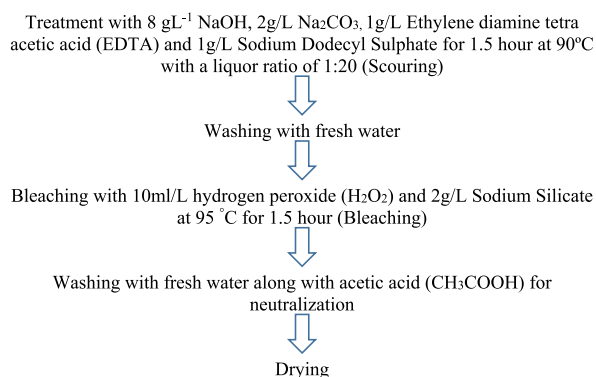 Treatment with 8 gL⁻¹ NaOH, 2g/L Na₂CO₃, 1g/L Ethylene diamine tetra
acetic acid (EDTA) and 1g/L Sodium Dodecyl Sulphate for 1.5 hour at 90ºC
with a liquor ratio of 1:20 (Scouring)
Washing with fresh water
Bleaching with 10ml/L hydrogen peroxide (H₂O₂) and 2g/L Sodium Silicate
at 95 °C for 1.5 hour (Bleaching)
Washing with fresh water along with acetic acid (CH₃COOH) for
neutralization
Drying